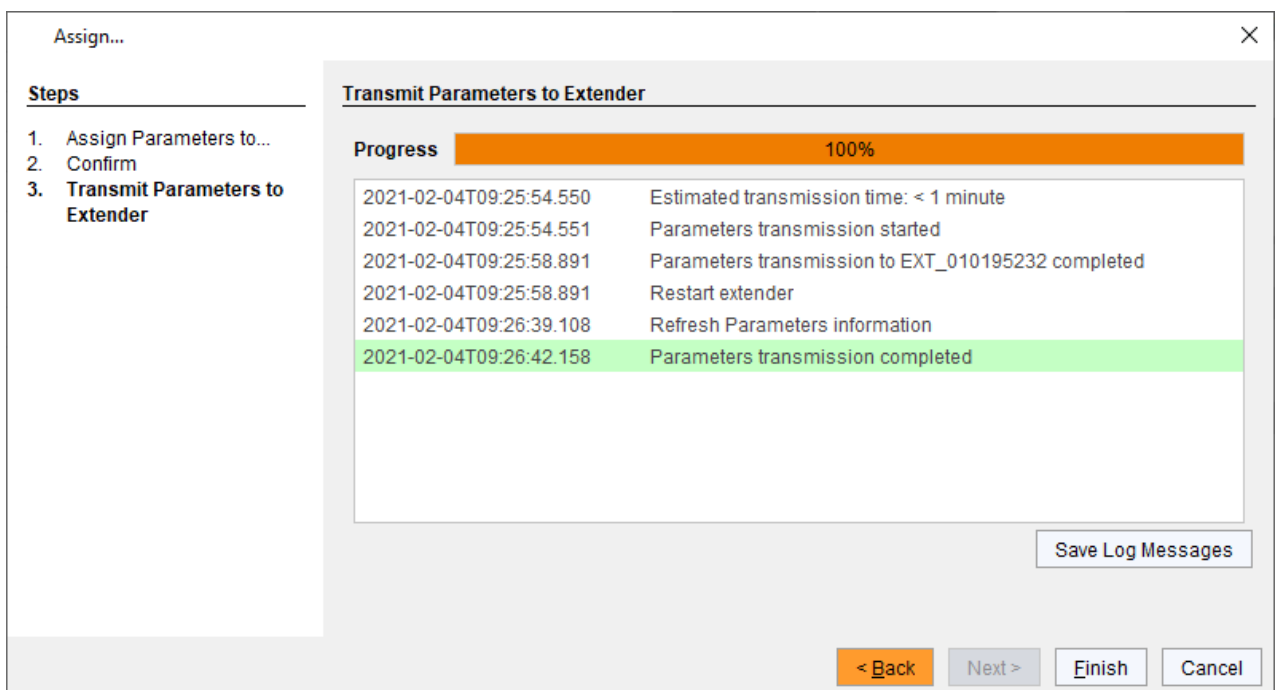 Assign...
Steps
1. Assign Parameters to...
2. Confirm
3. Transmit Parameters to
Extender
Transmit Parameters to Extender
Progress 100%
2021-02-04T09:25:54.550 Estimated transmission time: < 1 minute
2021-02-04T09:25:54.551 Parameters transmission started
2021-02-04T09:25:58.891 Parameters transmission to EXT_010195232 completed
2021-02-04T09:25:58.891 Restart extender
2021-02-04T09:26:39.108 Refresh Parameters information
2021-02-04T09:26:42.158 Parameters transmission completed
Save Log Messages
< Back Next > Finish Cancel